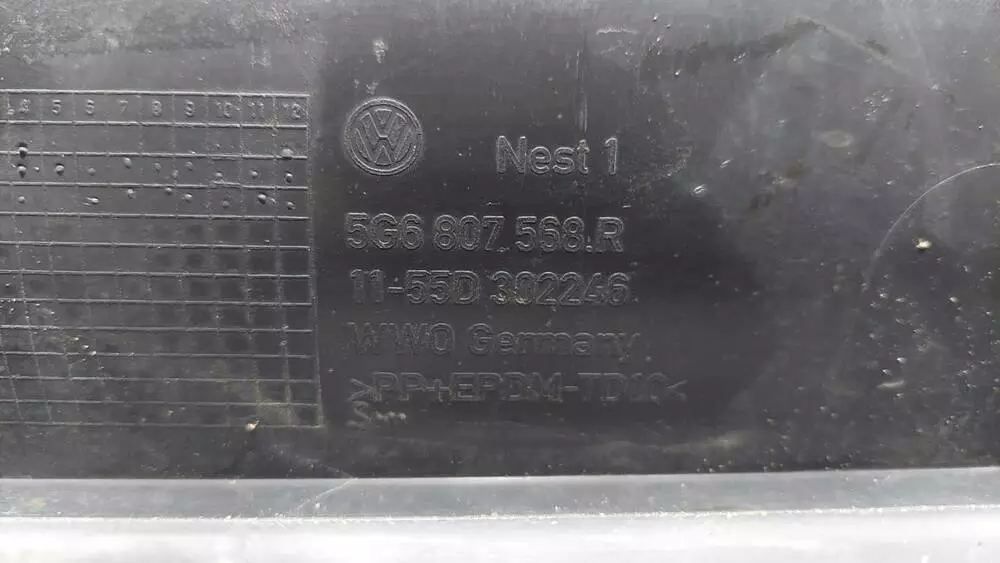 4 5 6 7 8 9 10 11 12
Nest 1
5G6 807 568.R
11-55D 302246
WWO Germany
>PP+EPDM-TD10<